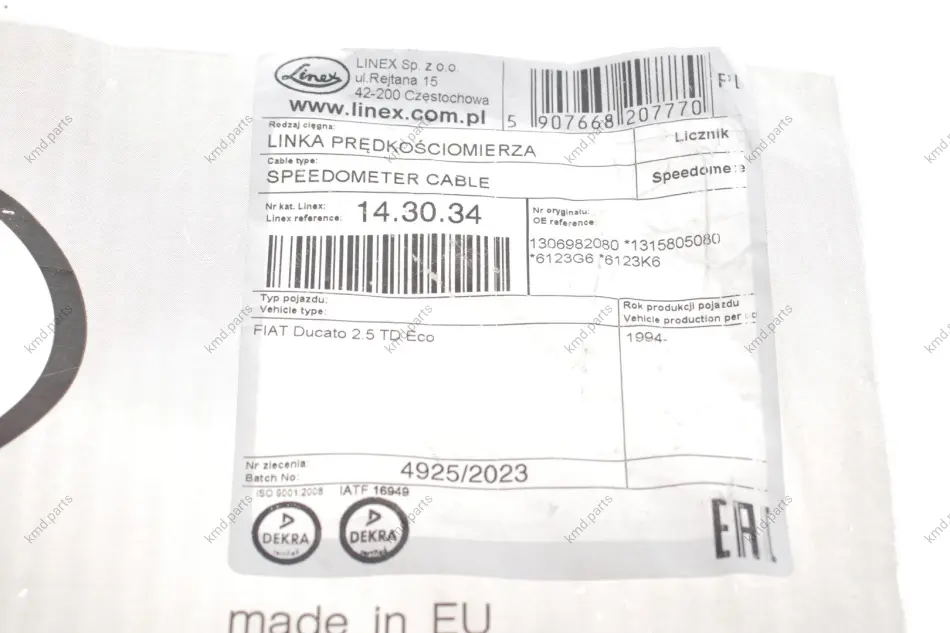 Linex
LINEX Sp. z o.o.
ul.Rejtana 15
42-200 Częstochowa
www.linex.com.pl
5 907668 207770
Rodzaj cięgna:
LINKA PRĘDKOŚCIOMIERZA
Licznik
Cable type:
SPEEDOMETER CABLE
Nr kat. Linex:
Linex reference:
14.30.34
Nr oryginału:
OE reference:
1306982080 *1315805080
*6123G6 *6123K6
Typ pojazdu:
Vehicle type:
FIAT Ducato 2.5 TD Eco
Rok produkcji pojazdu
Vehicle production
1994-
Nr zlecenia:
Batch No:
4925/2023
ISO 9001:2008 IATF 16949
DEKRA
DEKRA
EAC
made in EU
kmd.parts